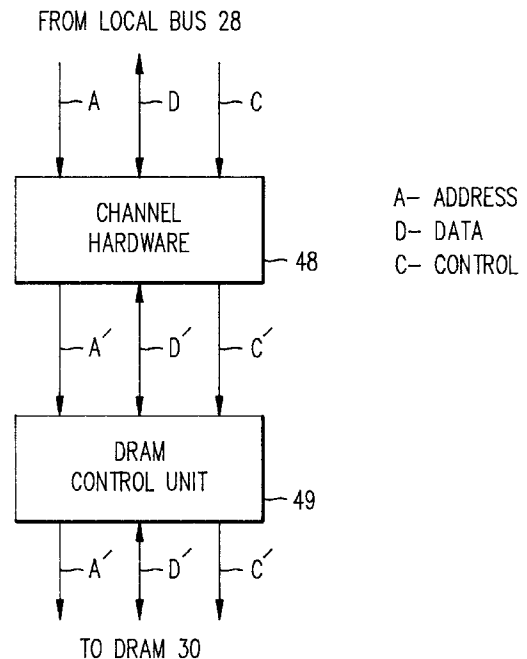 FROM LOCAL BUS 28
A D C
CHANNEL
HARDWARE
48
A– ADDRESS
D– DATA
C– CONTROL
A′ D′ C′
DRAM
CONTROL UNIT
49
A′ D′ C′
TO DRAM 30